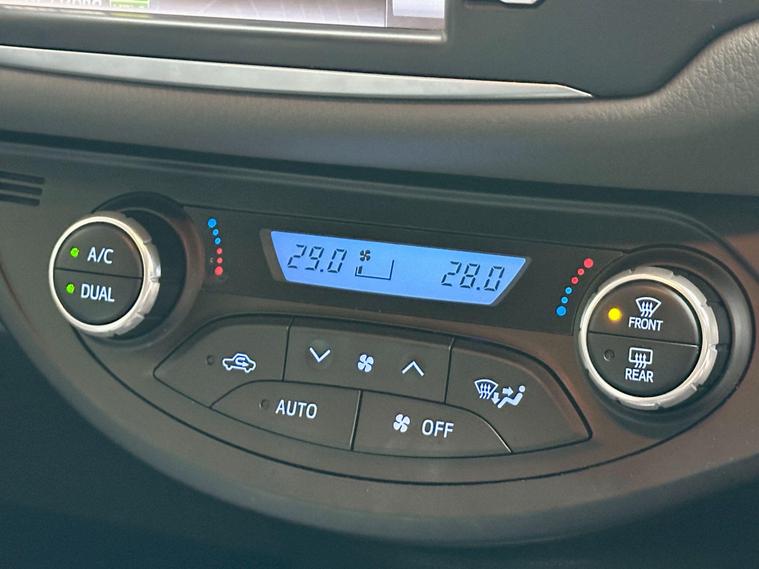 A/C
DUAL
29.0
28.0
FRONT
REAR
AUTO
OFF